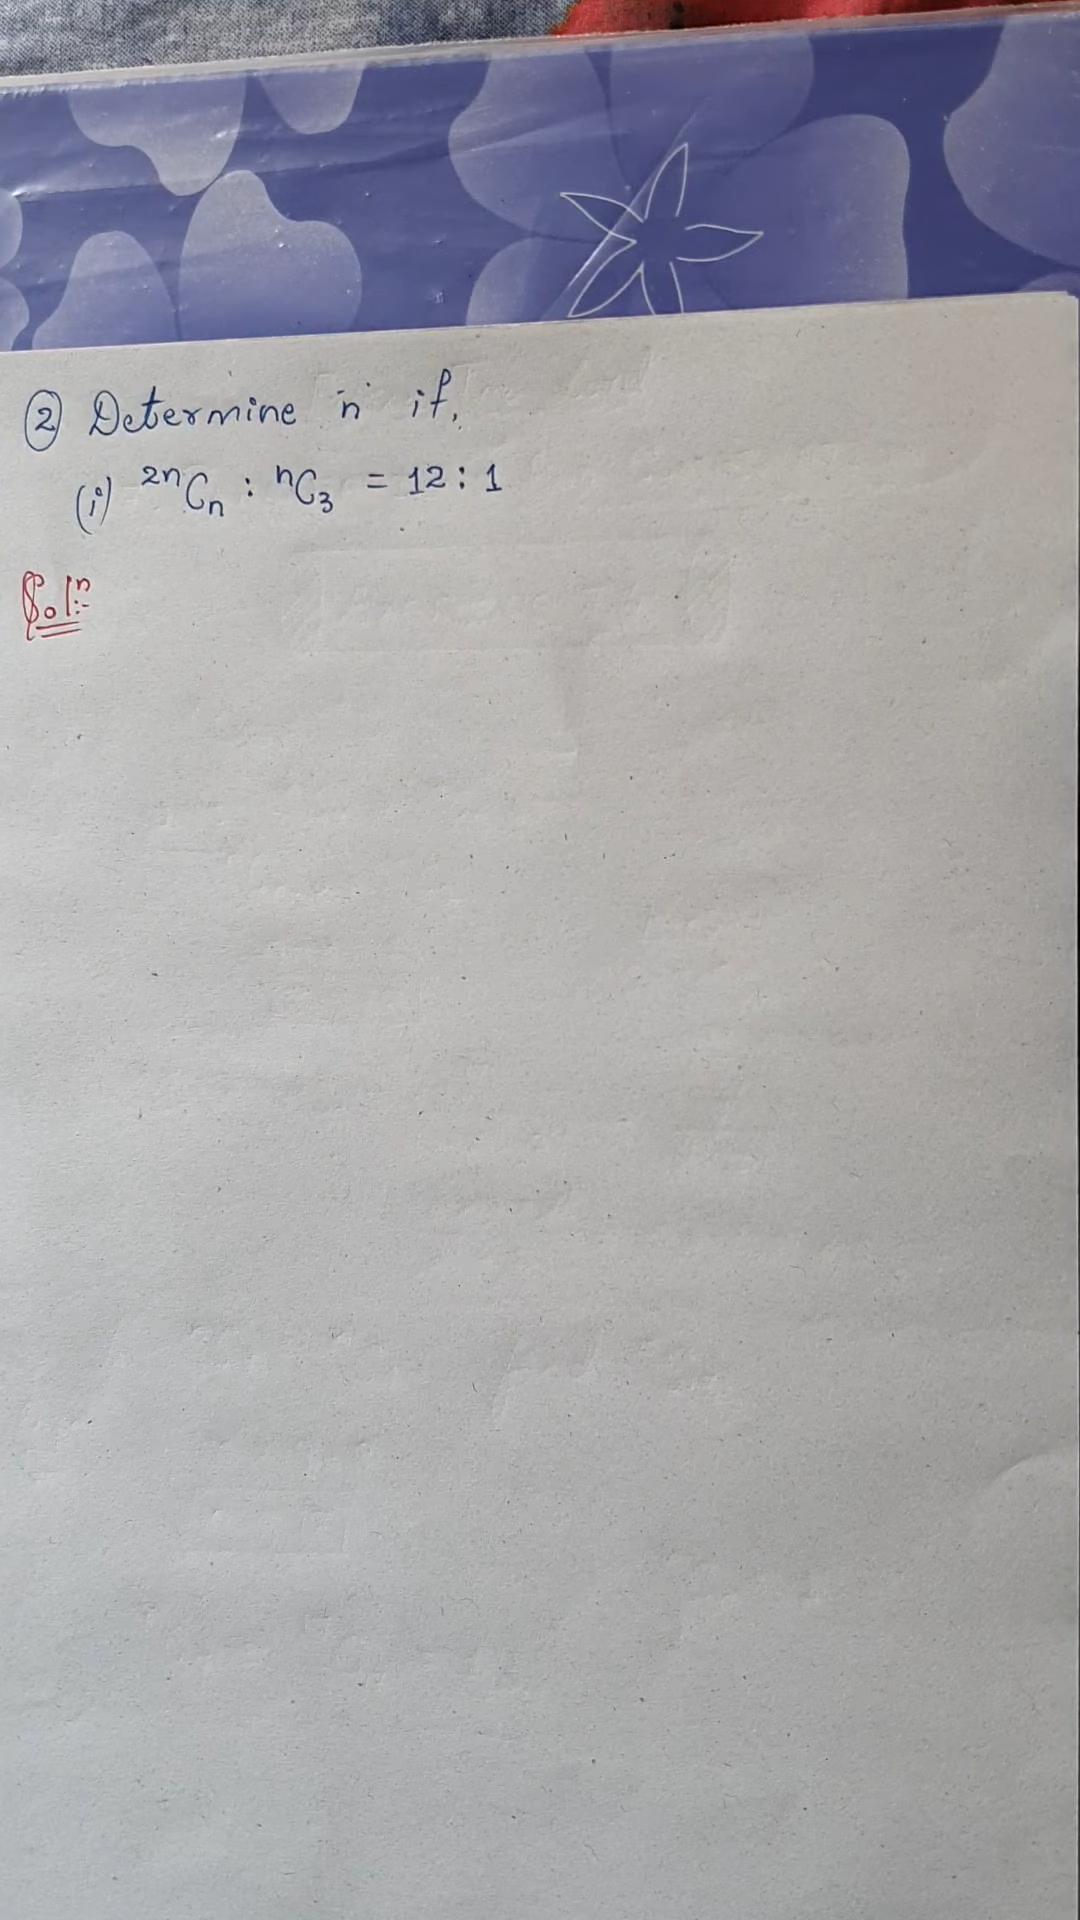 ② Determine 'n' if,
(i) ²ⁿCₙ : ⁿC₃ = 12 : 1
Solⁿ:-